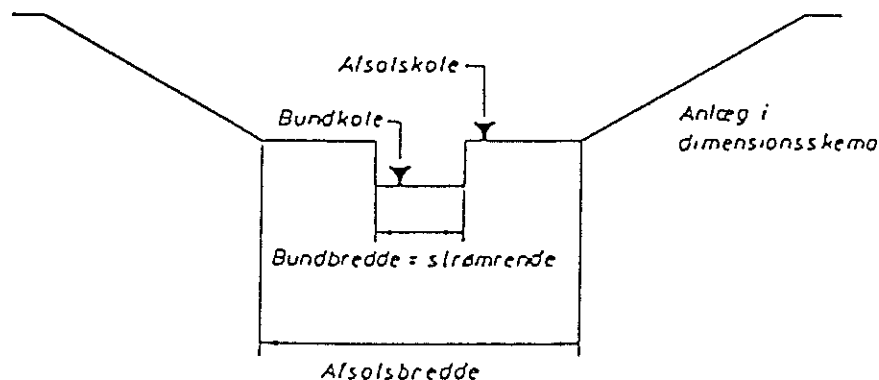 Afsatskote
Bundkote
Anlæg i
dimensionsskema
Bundbredde = strømrende
Afsatsbredde